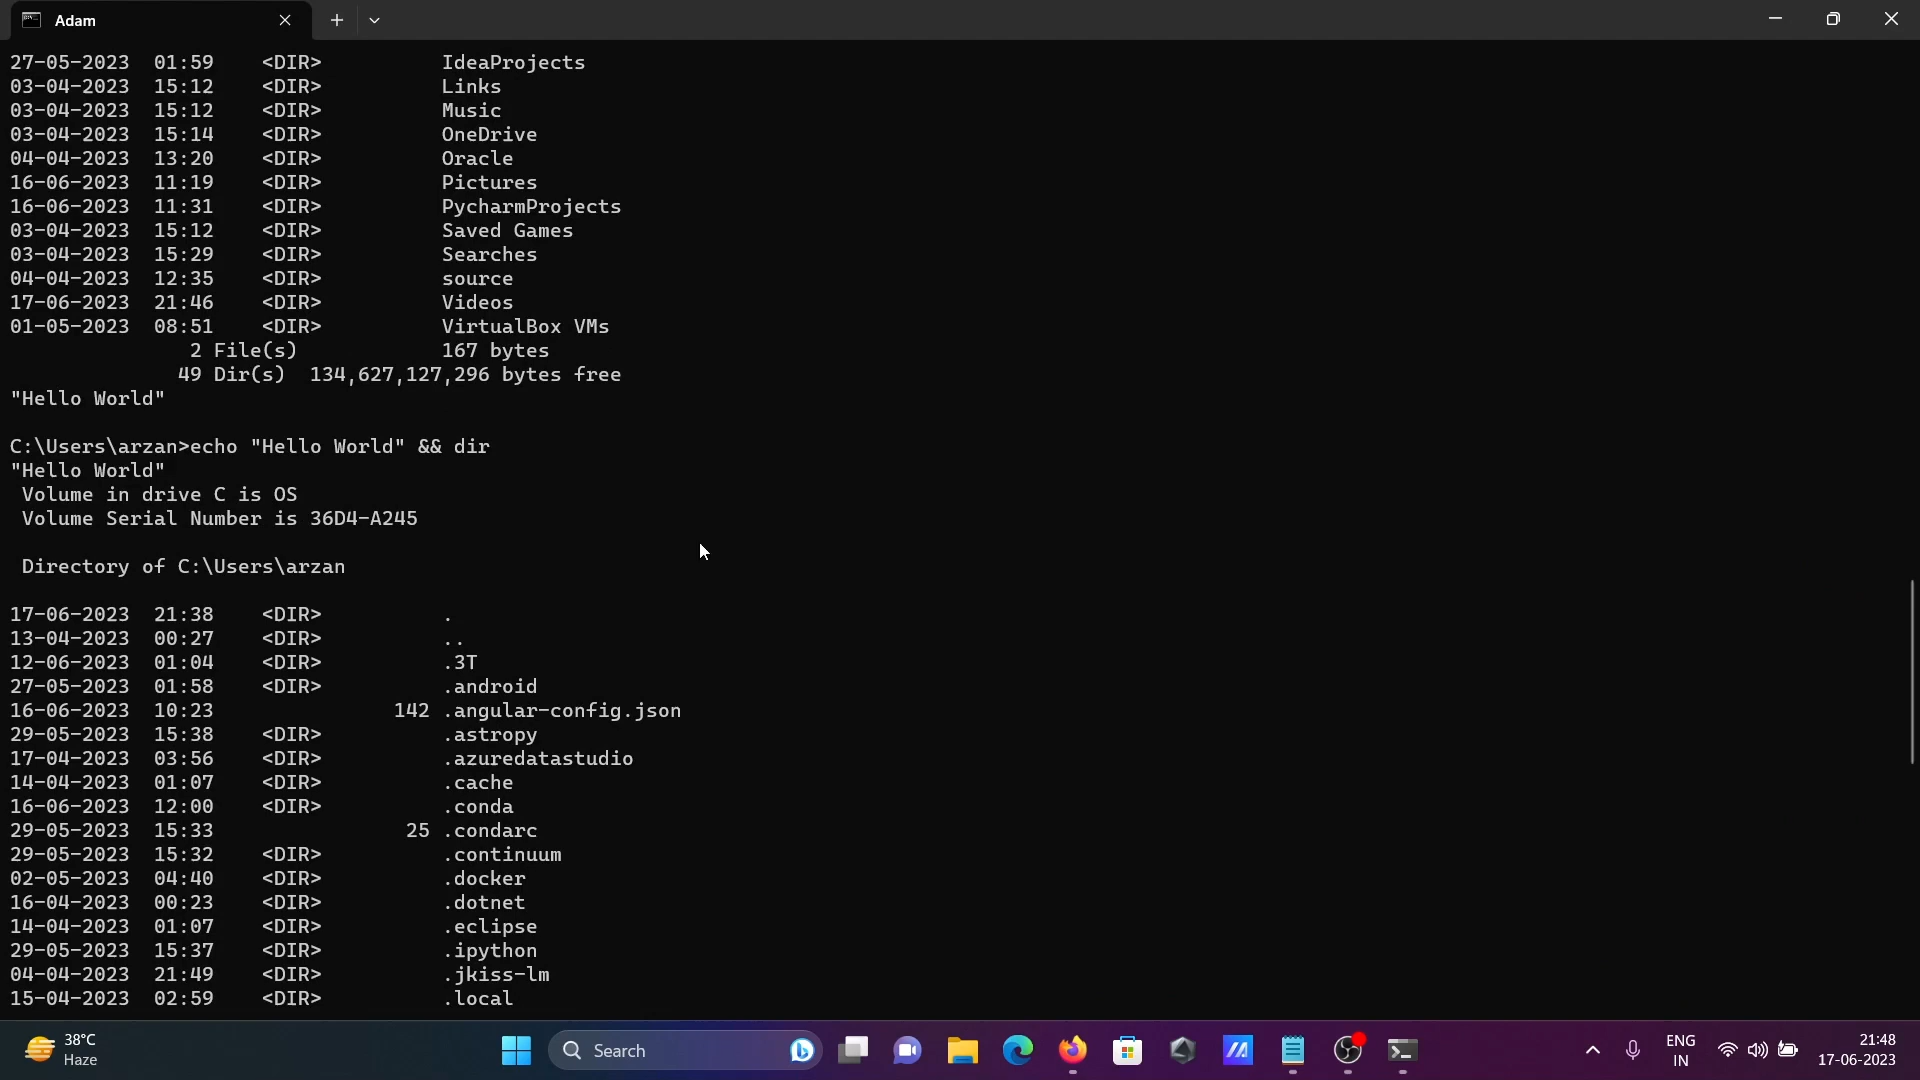 Adam
27-05-2023  01:59    <DIR>          IdeaProjects
03-04-2023  15:12    <DIR>          Links
03-04-2023  15:12    <DIR>          Music
03-04-2023  15:14    <DIR>          OneDrive
04-04-2023  13:20    <DIR>          Oracle
16-06-2023  11:19    <DIR>          Pictures
16-06-2023  11:31    <DIR>          PycharmProjects
03-04-2023  15:12    <DIR>          Saved Games
03-04-2023  15:29    <DIR>          Searches
04-04-2023  12:35    <DIR>          source
17-06-2023  21:46    <DIR>          Videos
01-05-2023  08:51    <DIR>          VirtualBox VMs
               2 File(s)            167 bytes
              49 Dir(s)  134,627,127,296 bytes free
"Hello World"
C:\Users\arzan>echo "Hello World" && dir
"Hello World"
 Volume in drive C is OS
 Volume Serial Number is 36D4-A245
 Directory of C:\Users\arzan
17-06-2023  21:38    <DIR>          .
13-04-2023  00:27    <DIR>          ..
12-06-2023  01:04    <DIR>          .3T
27-05-2023  01:58    <DIR>          .android
16-06-2023  10:23               142 .angular-config.json
29-05-2023  15:38    <DIR>          .astropy
17-04-2023  03:56    <DIR>          .azuredatastudio
14-04-2023  01:07    <DIR>          .cache
16-06-2023  12:00    <DIR>          .conda
29-05-2023  15:33                25 .condarc
29-05-2023  15:32    <DIR>          .continuum
02-05-2023  04:40    <DIR>          .docker
16-04-2023  00:23    <DIR>          .dotnet
14-04-2023  01:07    <DIR>          .eclipse
29-05-2023  15:37    <DIR>          .ipython
04-04-2023  21:49    <DIR>          .jkiss-lm
15-04-2023  02:59    <DIR>          .local
38°C
Haze
Search
ENG
IN
21:48
17-06-2023